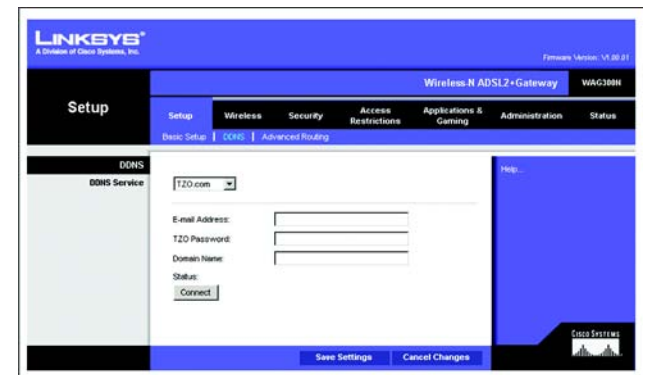 LINKSYS®
A Division of Cisco Systems, Inc.
Firmware Version: V1.00.01
Wireless-N ADSL2+Gateway WAG300N
Setup
Setup Wireless Security Access Restrictions Applications & Gaming Administration Status
Basic Setup | DDNS | Advanced Routing
DDNS
DDNS Service
TZO.com
Help...
E-mail Address:
TZO Password:
Domain Name:
Status:
Connect
CISCO SYSTEMS
Save Settings Cancel Changes